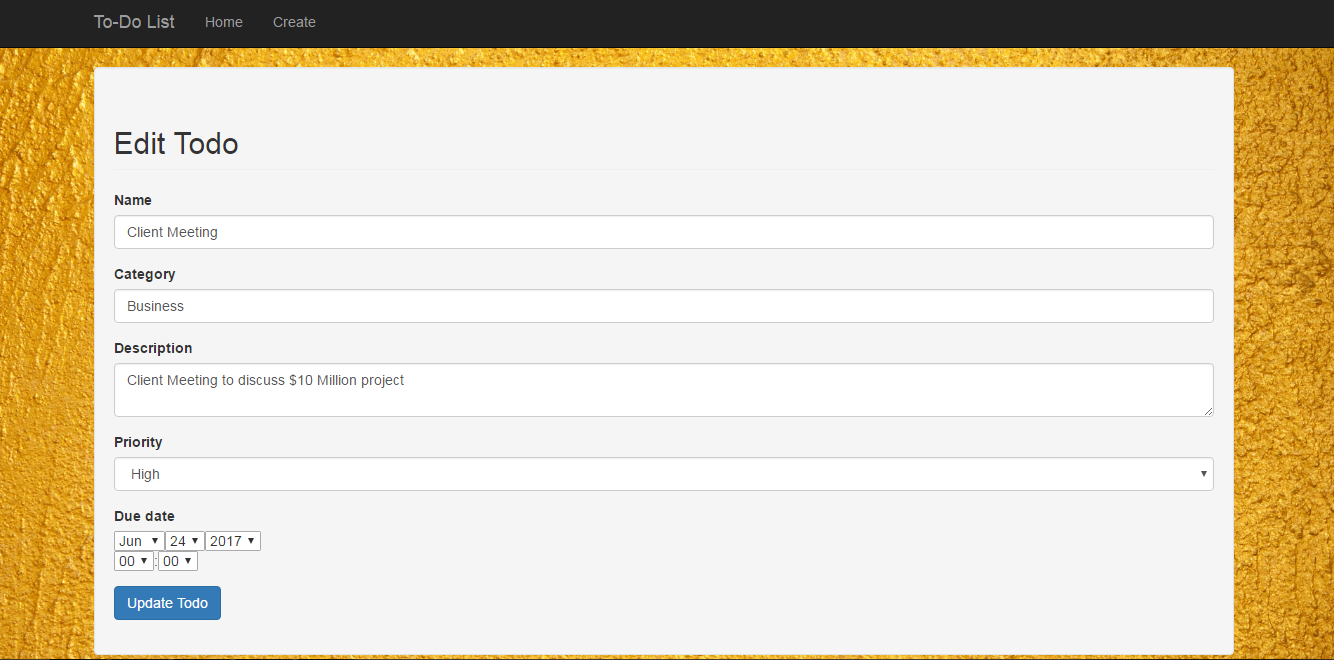 To-Do List Home Create
Edit Todo
Name
Client Meeting
Category
Business
Description
Client Meeting to discuss $10 Million project
Priority
High
Due date
Jun 24 2017
00 : 00
Update Todo